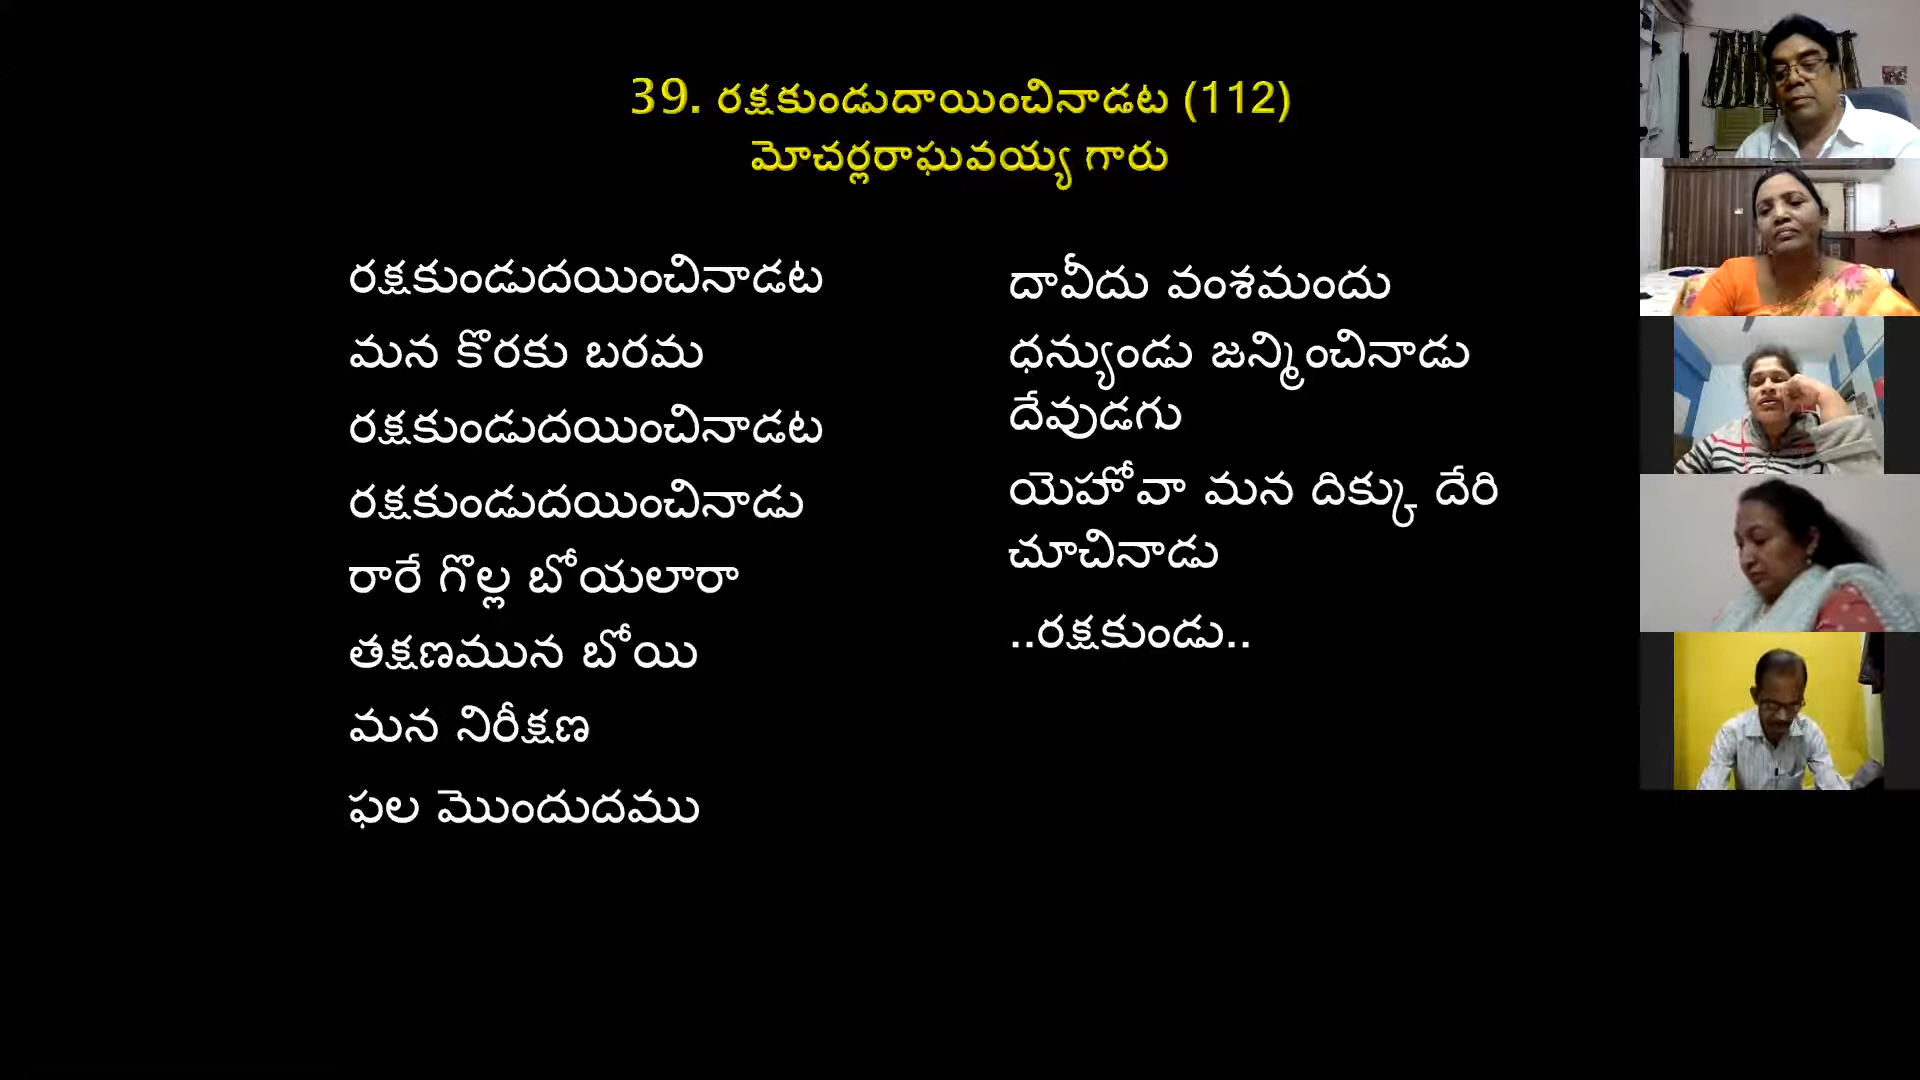 39. రక్షకుండుదాయించినాడట (112)
మోచర్లరాఘవయ్య గారు
రక్షకుండుదయించినాడట
మన కొరకు బరమ
రక్షకుండుదయించినాడట
రక్షకుండుదయించినాడు
రారే గొల్ల బోయలారా
తక్షణమున బోయి
మన నిరీక్షణ
ఫల మొందుదము
దావీదు వంశమందు
ధన్యుండు జన్మించినాడు
దేవుడగు
యెహోవా మన దిక్కు దేరి
చూచినాడు
..రక్షకుండు..